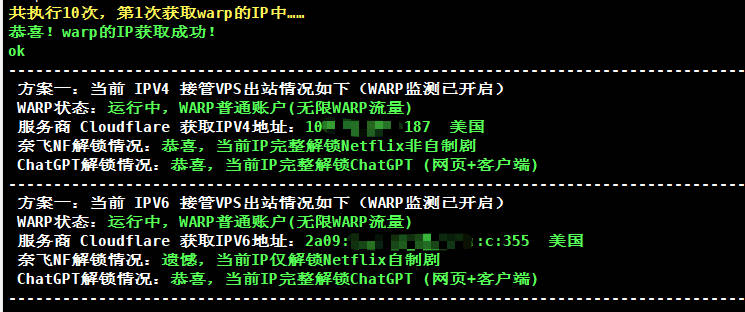 共执行10次, 第1次获取warp的IP中……
恭喜! warp的IP获取成功!
ok
方案一: 当前 IPV4 接管VPS出站情况如下 (WARP监测已开启)
WARP状态: 运行中, WARP普通账户(无限WARP流量)
服务商 Cloudflare 获取IPV4地址: 10 187 美国
奈飞NF解锁情况: 恭喜, 当前IP完整解锁Netflix非自制剧
ChatGPT解锁情况: 恭喜, 当前IP完整解锁ChatGPT (网页+客户端)
方案一: 当前 IPV6 接管VPS出站情况如下 (WARP监测已开启)
WARP状态: 运行中, WARP普通账户(无限WARP流量)
服务商 Cloudflare 获取IPV6地址: 2a09: :c:355 美国
奈飞NF解锁情况: 遗憾, 当前IP仅解锁Netflix自制剧
ChatGPT解锁情况: 恭喜, 当前IP完整解锁ChatGPT (网页+客户端)